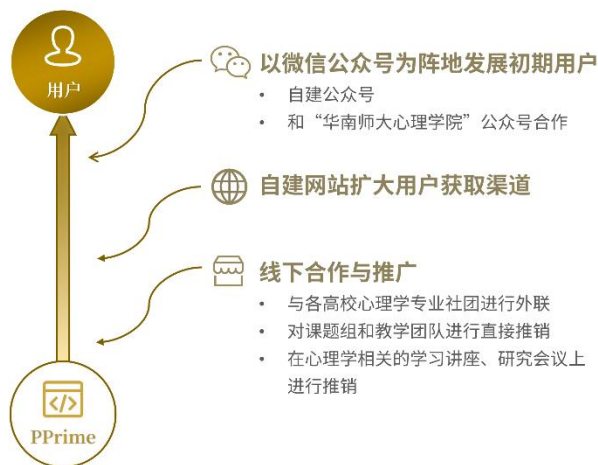 用户
以微信公众号为阵地发展初期用户
• 自建公众号
• 和“华南师大心理学院”公众号合作
自建网站扩大用户获取渠道
线下合作与推广
• 与各高校心理学专业社团进行外联
• 对课题组和教学团队进行直接推销
• 在心理学相关的学习讲座、研究会议上
进行推销
</>
PPrime